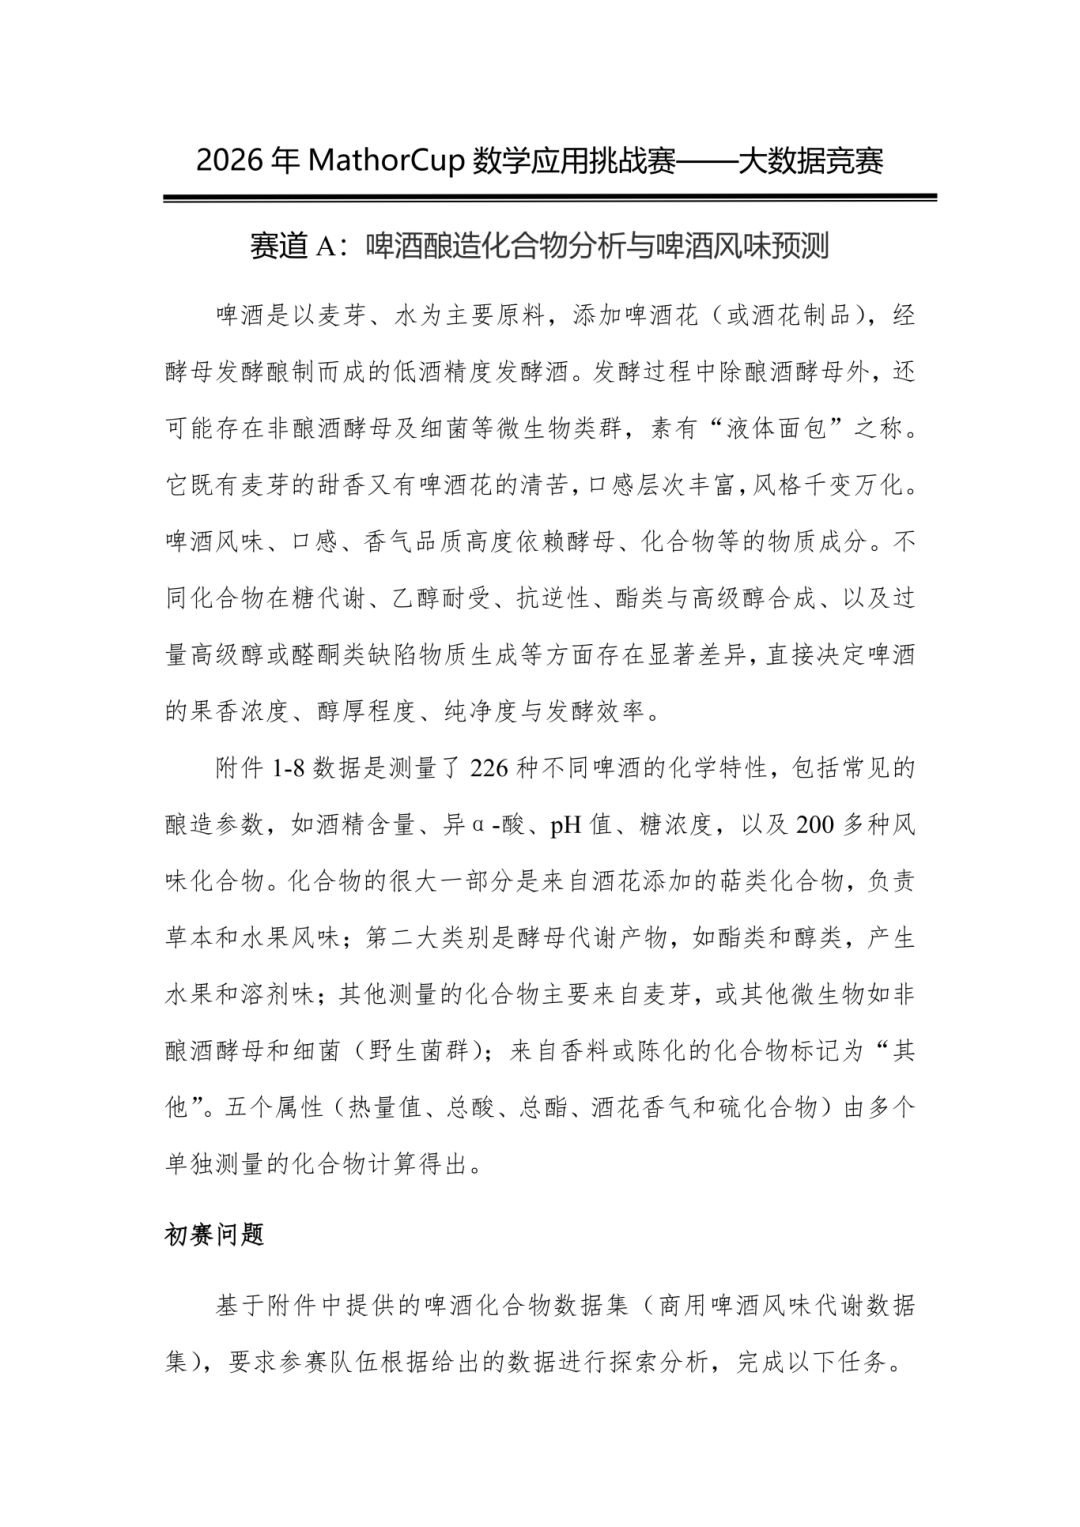 2026 年 MathorCup 数学应用挑战赛——大数据竞赛
赛道 A：啤酒酿造化合物分析与啤酒风味预测
啤酒是以麦芽、水为主要原料，添加啤酒花（或酒花制品），经
酵母发酵酿制而成的低酒精度发酵酒。发酵过程中除酿酒酵母外，还
可能存在非酿酒酵母及细菌等微生物类群，素有“液体面包”之称。
它既有麦芽的甜香又有啤酒花的清苦，口感层次丰富，风格千变万化。
啤酒风味、口感、香气品质高度依赖酵母、化合物等的物质成分。不
同化合物在糖代谢、乙醇耐受、抗逆性、酯类与高级醇合成、以及过
量高级醇或醛酮类缺陷物质生成等方面存在显著差异，直接决定啤酒
的果香浓度、醇厚程度、纯净度与发酵效率。
附件 1-8 数据是测量了 226 种不同啤酒的化学特性，包括常见的
酿造参数，如酒精含量、异α-酸、pH 值、糖浓度，以及 200 多种风
味化合物。化合物的很大一部分是来自酒花添加的萜类化合物，负责
草本和水果风味；第二大类别是酵母代谢产物，如酯类和醇类，产生
水果和溶剂味；其他测量的化合物主要来自麦芽，或其他微生物如非
酿酒酵母和细菌（野生菌群）；来自香料或陈化的化合物标记为“其
他”。五个属性（热量值、总酸、总酯、酒花香气和硫化合物）由多个
单独测量的化合物计算得出。
初赛问题
基于附件中提供的啤酒化合物数据集（商用啤酒风味代谢数据
集），要求参赛队伍根据给出的数据进行探索分析，完成以下任务。